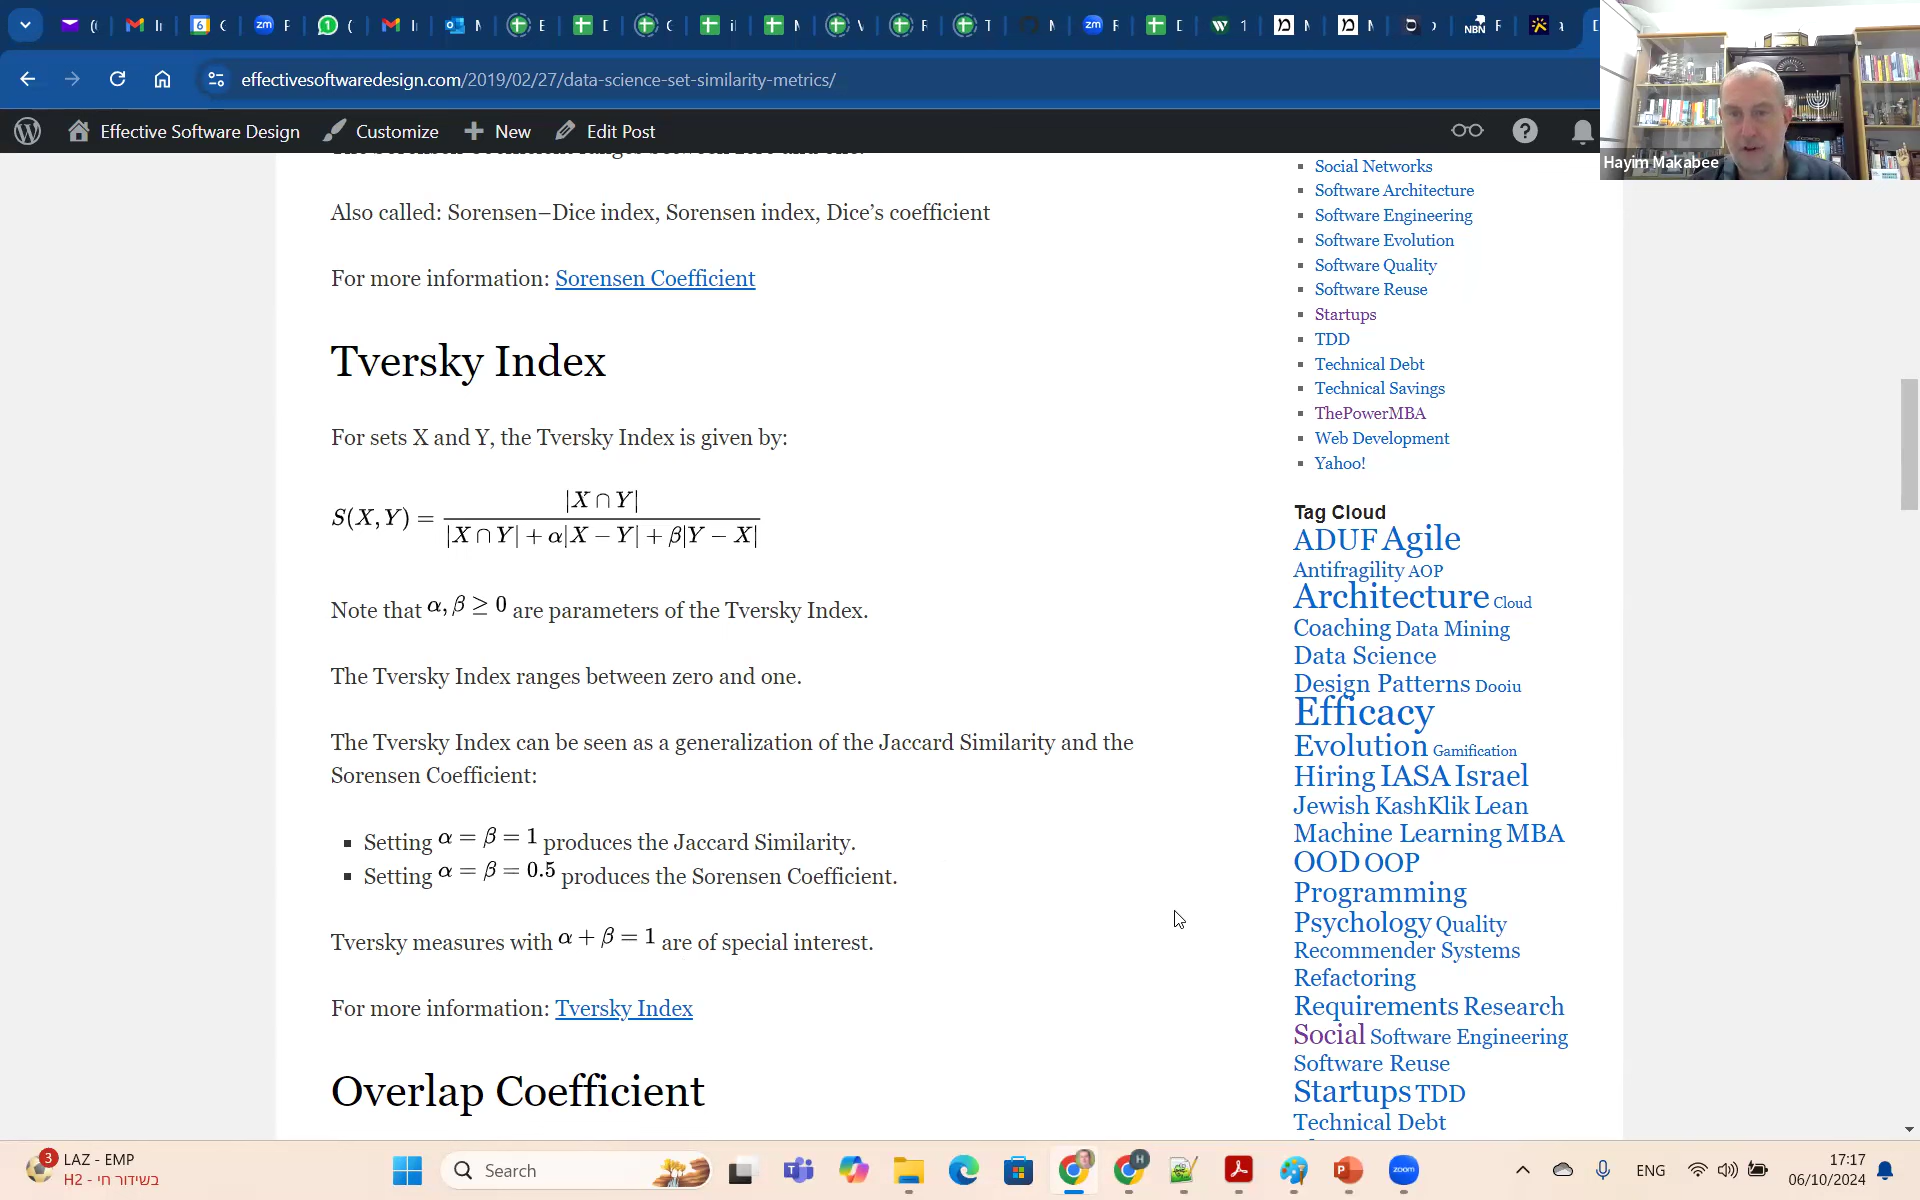 effectivesoftwaredesign.com/2019/02/27/data-science-set-similarity-metrics/
Effective Software Design Customize New Edit Post
Hayim Makabee
Also called: Sorensen–Dice index, Sorensen index, Dice's coefficient
For more information: Sorensen Coefficient
Tversky Index
For sets X and Y, the Tversky Index is given by:
S(X, Y) = |X ∩ Y| / (|X ∩ Y| + α|X − Y| + β|Y − X|)
Note that α, β ≥ 0 are parameters of the Tversky Index.
The Tversky Index ranges between zero and one.
The Tversky Index can be seen as a generalization of the Jaccard Similarity and the
Sorensen Coefficient:
Setting α = β = 1 produces the Jaccard Similarity.
Setting α = β = 0.5 produces the Sorensen Coefficient.
Tversky measures with α + β = 1 are of special interest.
For more information: Tversky Index
Overlap Coefficient
Social Networks
Software Architecture
Software Engineering
Software Evolution
Software Quality
Software Reuse
Startups
TDD
Technical Debt
Technical Savings
ThePowerMBA
Web Development
Yahoo!
Tag Cloud
ADUF Agile
Antifragility AOP
Architecture Cloud
Coaching Data Mining
Data Science
Design Patterns Dooiu
Efficacy
Evolution Gamification
Hiring IASA Israel
Jewish KashKlik Lean
Machine Learning MBA
OOD OOP
Programming
Psychology Quality
Recommender Systems
Refactoring
Requirements Research
Social Software Engineering
Software Reuse
Startups TDD
Technical Debt
3
LAZ - EMP
H2 - בשידור חי
Search
zoom
ENG
17:17
06/10/2024